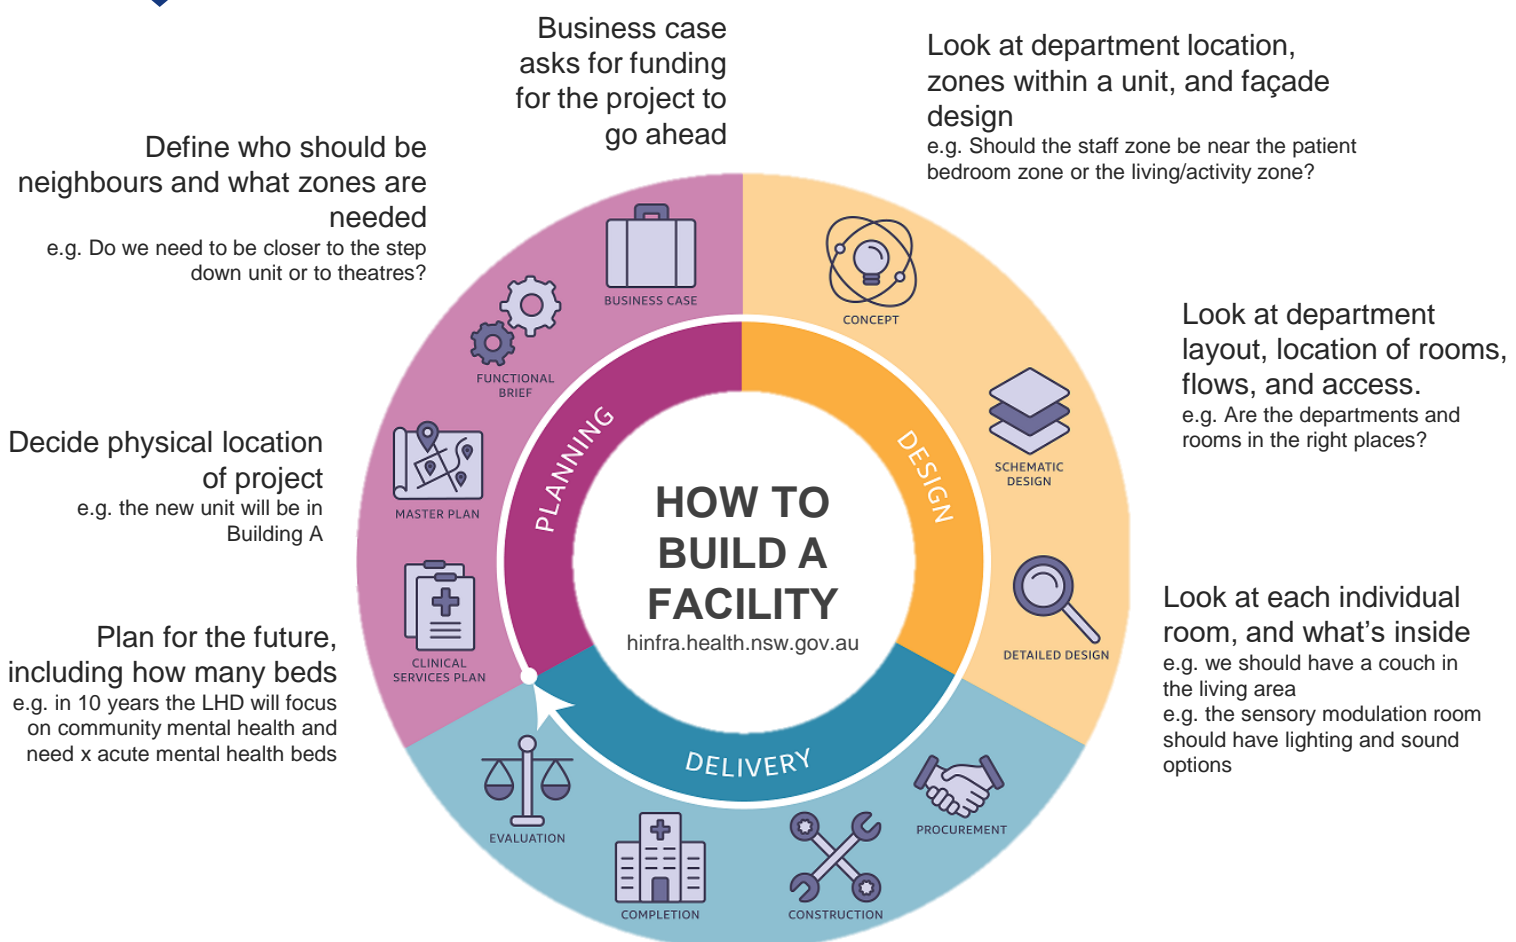 Business case
asks for funding
for the project to
go ahead
Look at department location,
zones within a unit, and façade
design
e.g. Should the staff zone be near the patient
bedroom zone or the living/activity zone?
Define who should be
neighbours and what zones are
needed
e.g. Do we need to be closer to the step
down unit or to theatres?
BUSINESS CASE
CONCEPT
FUNCTIONAL
BRIEF
Look at department
layout, location of rooms,
flows, and access.
e.g. Are the departments and
rooms in the right places?
Decide physical location
of project
e.g. the new unit will be in
Building A
MASTER PLAN
PLANNING
DESIGN
SCHEMATIC
DESIGN
HOW TO
BUILD A
FACILITY
hinfra.health.nsw.gov.au
Plan for the future,
including how many beds
e.g. in 10 years the LHD will focus
on community mental health and
need x acute mental health beds
CLINICAL
SERVICES PLAN
DETAILED DESIGN
Look at each individual
room, and what's inside
e.g. we should have a couch in
the living area
e.g. the sensory modulation room
should have lighting and sound
options
DELIVERY
EVALUATION
COMPLETION
CONSTRUCTION
PROCUREMENT